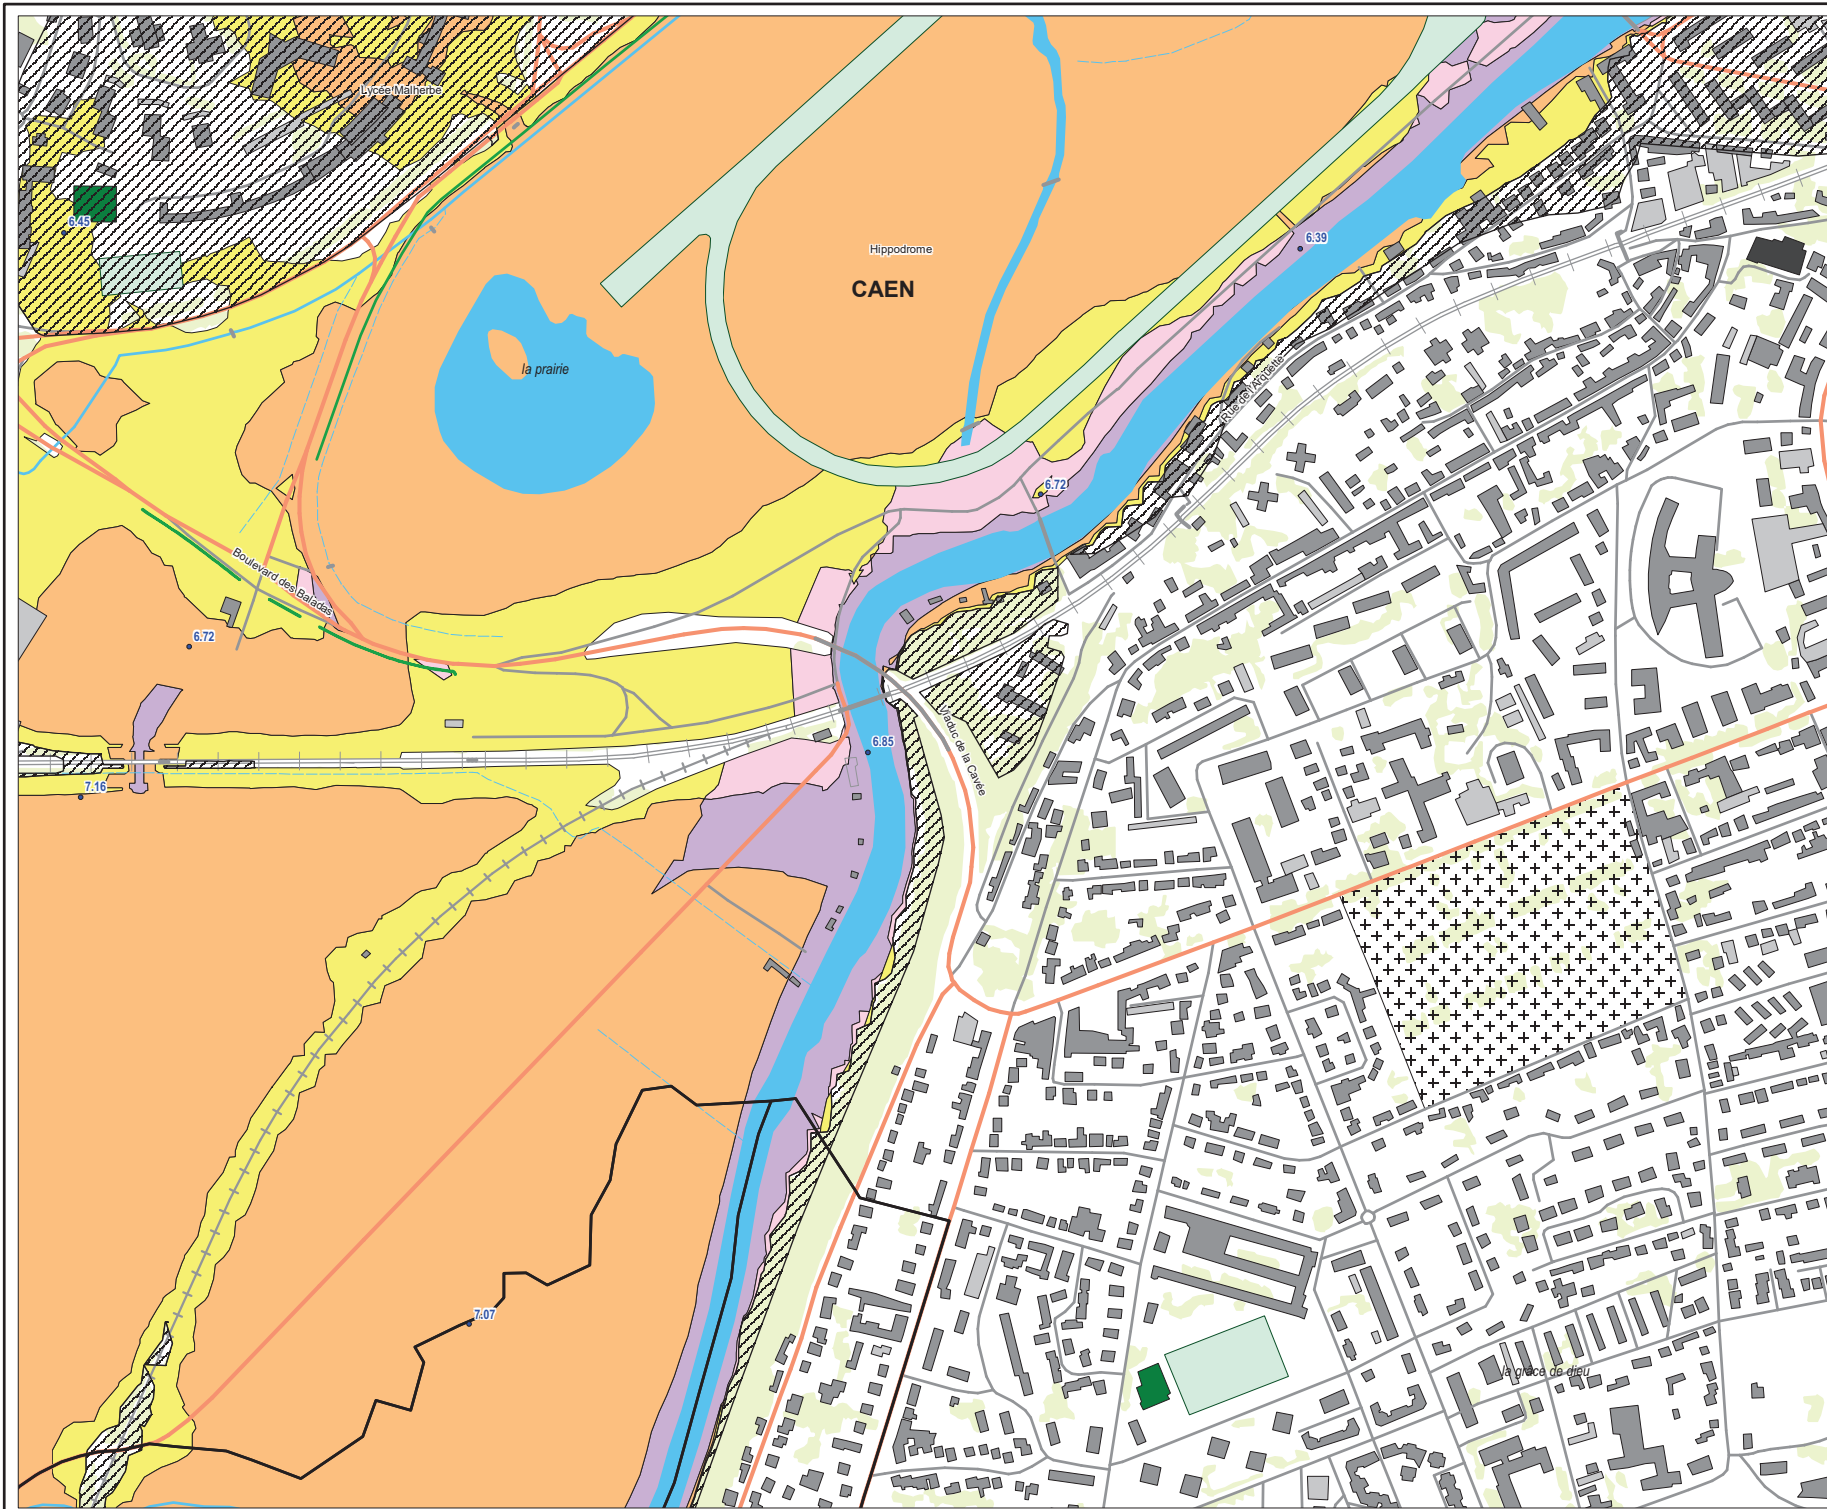 Lycée Malherbe
6.45
6.39
Hippodrome
CAEN
la prairie
Rue de l'Arquette
6.72
Boulevard des Baladas
6.72
Viaduc de la Cavée
6.85
7.16
7.07
la grâce de dieu